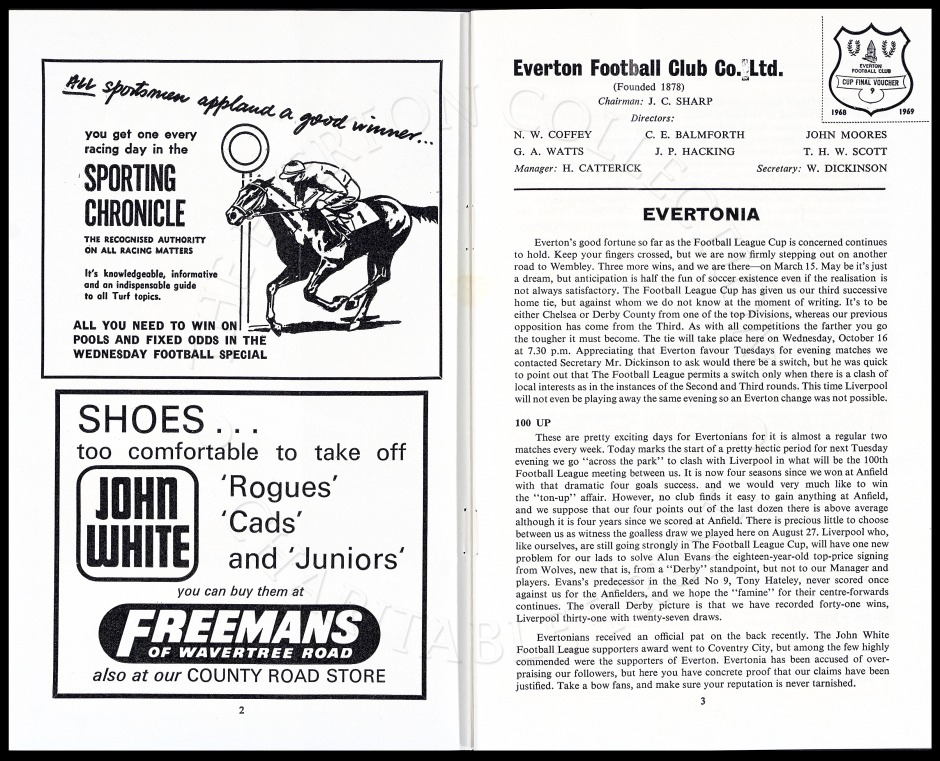 All sportsmen applaud a good winner...
you get one every
racing day in the
SPORTING
CHRONICLE
THE RECOGNISED AUTHORITY
ON ALL RACING MATTERS
It's knowledgeable, informative
and an indispensable guide
to all Turf topics.
1
ALL YOU NEED TO WIN ON
POOLS AND FIXED ODDS IN THE
WEDNESDAY FOOTBALL SPECIAL
SHOES...
too comfortable to take off
JOHN
WHITE
'Rogues'
'Cads'
and 'Juniors'
you can buy them at
FREEMANS
OF WAVERTREE ROAD
also at our COUNTY ROAD STORE
2
Everton Football Club Co. Ltd.
(Founded 1878)
Chairman: J. C. SHARP
Directors:
N. W. COFFEY C. E. BALMFORTH JOHN MOORES
G. A. WATTS J. P. HACKING T. H. W. SCOTT
Manager: H. CATTERICK Secretary: W. DICKINSON
EVERTON
FOOTBALL CLUB
CUP FINAL VOUCHER
9
1968 1969
EVERTONIA
Everton's good fortune so far as the Football League Cup is concerned continues
to hold. Keep your fingers crossed, but we are now firmly stepping out on another
road to Wembley. Three more wins, and we are there—on March 15. May be it's just
a dream, but anticipation is half the fun of soccer existence even if the realisation is
not always satisfactory. The Football League Cup has given us our third successive
home tie, but against whom we do not know at the moment of writing. It's to be
either Chelsea or Derby County from one of the top Divisions, whereas our previous
opposition has come from the Third. As with all competitions the farther you go
the tougher it must become. The tie will take place here on Wednesday, October 16
at 7.30 p.m. Appreciating that Everton favour Tuesdays for evening matches we
contacted Secretary Mr. Dickinson to ask would there be a switch, but he was quick
to point out that The Football League permits a switch only when there is a clash of
local interests as in the instances of the Second and Third rounds. This time Liverpool
will not even be playing away the same evening so an Everton change was not possible.
100 UP
These are pretty exciting days for Evertonians for it is almost a regular two
matches every week. Today marks the start of a pretty hectic period for next Tuesday
evening we go "across the park" to clash with Liverpool in what will be the 100th
Football League meeting between us. It is now four seasons since we won at Anfield
with that dramatic four goals success. and we would very much like to win
the "ton-up" affair. However, no club finds it easy to gain anything at Anfield,
and we suppose that our four points out of the last dozen there is above average
although it is four years since we scored at Anfield. There is precious little to choose
between us as witness the goalless draw we played here on August 27. Liverpool who,
like ourselves, are still going strongly in The Football League Cup, will have one new
problem for our lads to solve Alun Evans the eighteen-year-old top-price signing
from Wolves, new that is, from a "Derby" standpoint, but not to our Manager and
players. Evans's predecessor in the Red No 9, Tony Hateley, never scored once
against us for the Anfielders, and we hope the "famine" for their centre-forwards
continues. The overall Derby picture is that we have recorded forty-one wins,
Liverpool thirty-one with twenty-seven draws.
Evertonians received an official pat on the back recently. The John White
Football League supporters award went to Coventry City, but among the few highly
commended were the supporters of Everton. Evertonia has been accused of over-
praising our followers, but here you have concrete proof that our claims have been
justified. Take a bow fans, and make sure your reputation is never tarnished.
3